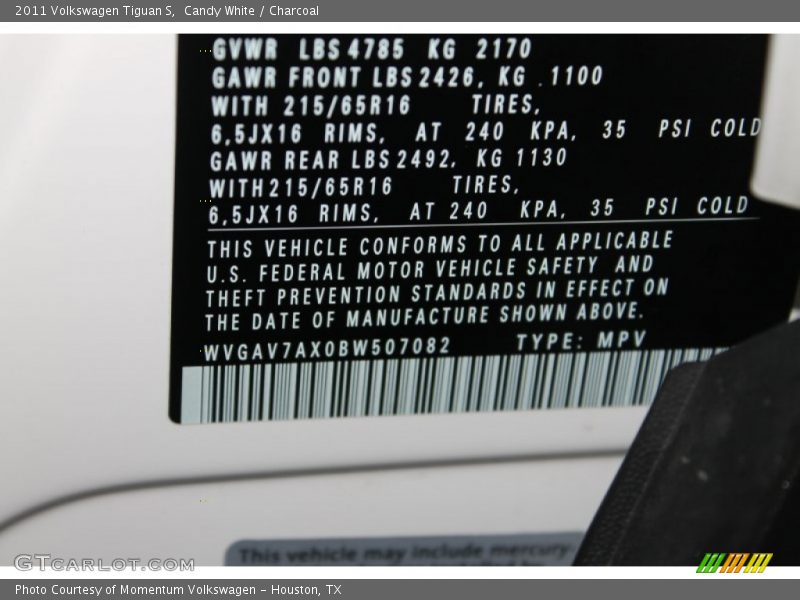 2011 Volkswagen Tiguan S, Candy White / Charcoal
GVWR LBS 4785 KG 2170
GAWR FRONT LBS 2426, KG .1100
WITH 215/65R16 TIRES,
6.5JX16 RIMS, AT 240 KPA, 35 PSI COLD
GAWR REAR LBS 2492, KG 1130
WITH 215/65R16 TIRES,
6.5JX16 RIMS, AT 240 KPA, 35 PSI COLD
THIS VEHICLE CONFORMS TO ALL APPLICABLE
U.S. FEDERAL MOTOR VEHICLE SAFETY AND
THEFT PREVENTION STANDARDS IN EFFECT ON
THE DATE OF MANUFACTURE SHOWN ABOVE.
WVGAV7AX0BW507082 TYPE: MPV
This vehicle may include mercury-
GTCARLOT.COM
Photo Courtesy of Momentum Volkswagen - Houston, TX